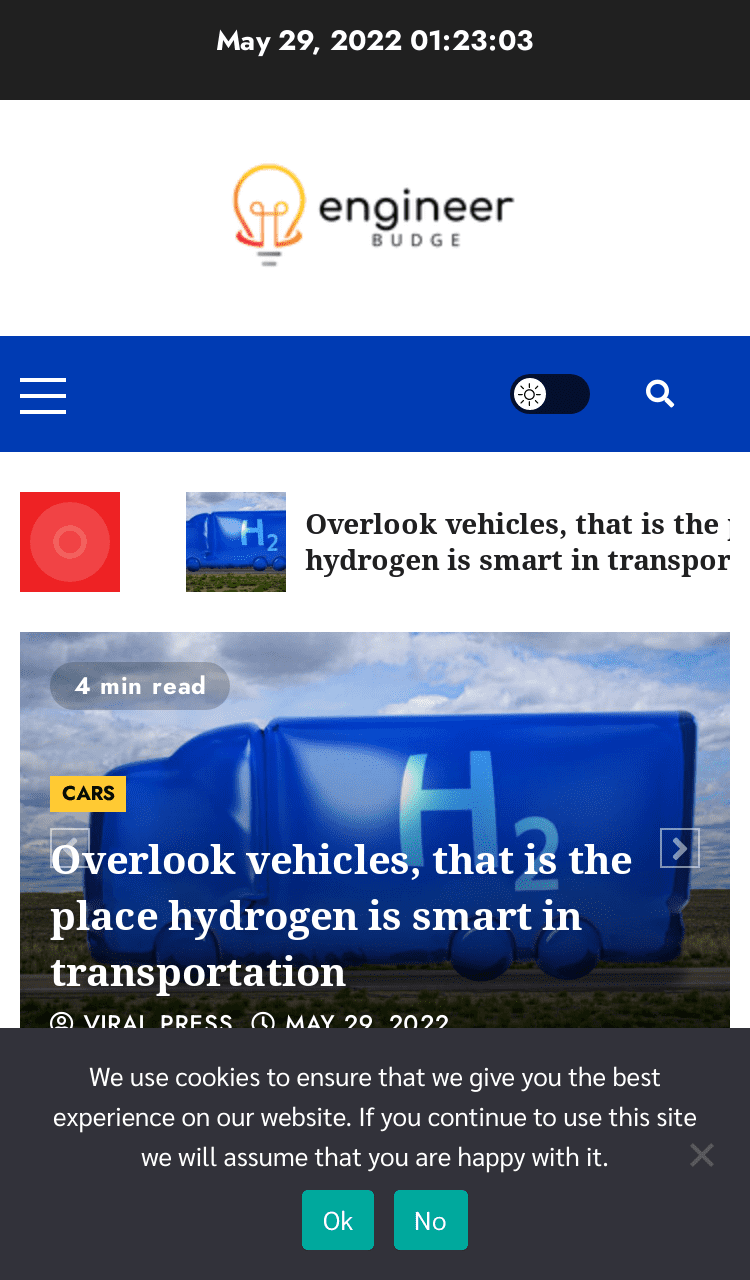 May 29, 2022 01:23:03
engineer
BUDGE
H2
Overlook vehicles, that is the
hydrogen is smart in transpor
4 min read
H2
CARS
Overlook vehicles, that is the
place hydrogen is smart in
transportation
VIRAL PRESS MAY 29, 2022
We use cookies to ensure that we give you the best
experience on our website. If you continue to use this site
we will assume that you are happy with it.
Ok No